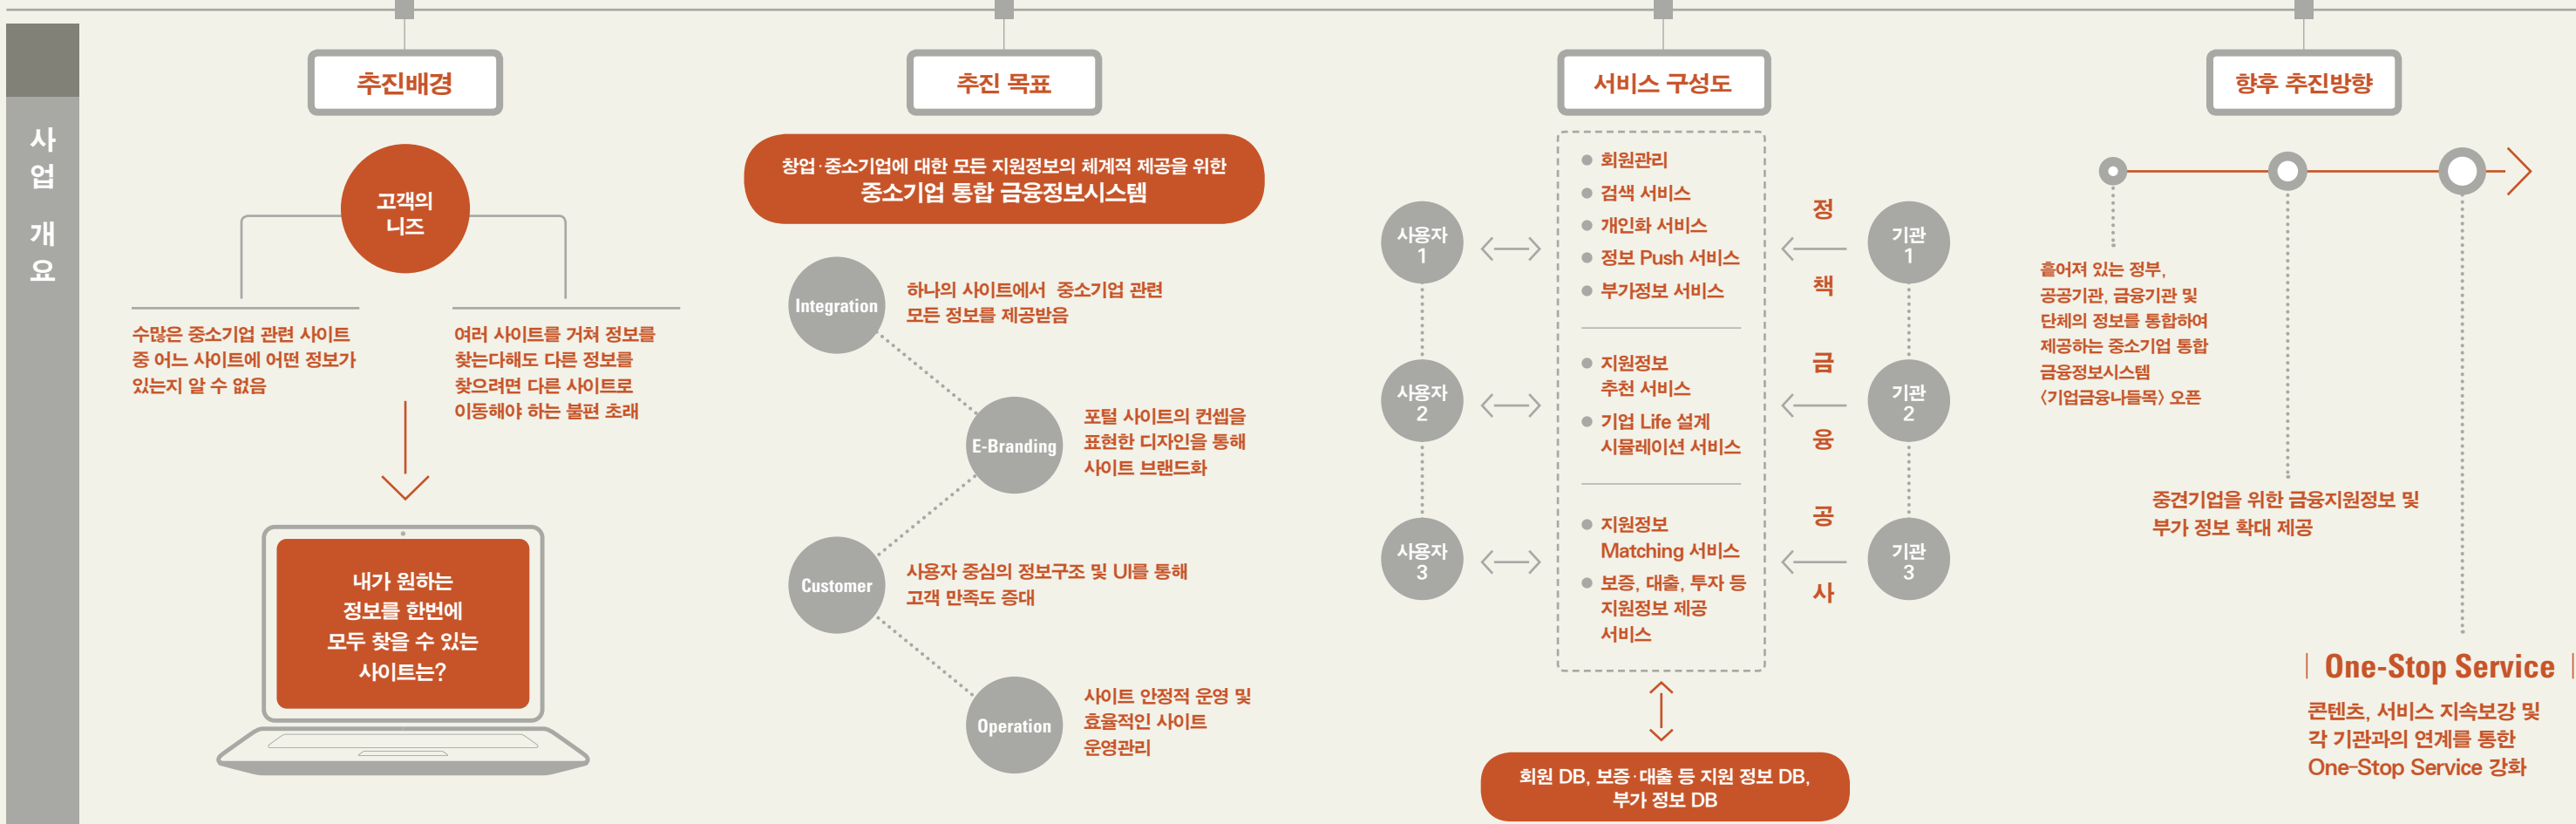 사업 개요
추진배경
고객의
니즈
수많은 중소기업 관련 사이트
중 어느 사이트에 어떤 정보가
있는지 알 수 없음
여러 사이트를 거쳐 정보를
찾는다해도 다른 정보를
찾으려면 다른 사이트로
이동해야 하는 불편 초래
내가 원하는
정보를 한번에
모두 찾을 수 있는
사이트는?
추진 목표
창업·중소기업에 대한 모든 지원정보의 체계적 제공을 위한
중소기업 통합 금융정보시스템
Integration
하나의 사이트에서 중소기업 관련
모든 정보를 제공받음
E-Branding
포털 사이트의 컨셉을
표현한 디자인을 통해
사이트 브랜드화
Customer
사용자 중심의 정보구조 및 UI를 통해
고객 만족도 증대
Operation
사이트 안정적 운영 및
효율적인 사이트
운영관리
서비스 구성도
사용자
1
사용자
2
사용자
3
● 회원관리
● 검색 서비스
● 개인화 서비스
● 정보 Push 서비스
● 부가정보 서비스
● 지원정보
추천 서비스
● 기업 Life 설계
시뮬레이션 서비스
● 지원정보
Matching 서비스
● 보증, 대출, 투자 등
지원정보 제공
서비스
정책금융공사
기관
1
기관
2
기관
3
회원 DB, 보증·대출 등 지원 정보 DB,
부가 정보 DB
향후 추진방향
흩어져 있는 정부,
공공기관, 금융기관 및
단체의 정보를 통합하여
제공하는 중소기업 통합
금융정보시스템
〈기업금융나들목〉 오픈
중견기업을 위한 금융지원정보 및
부가 정보 확대 제공
| One-Stop Service |
콘텐츠, 서비스 지속보강 및
각 기관과의 연계를 통한
One-Stop Service 강화